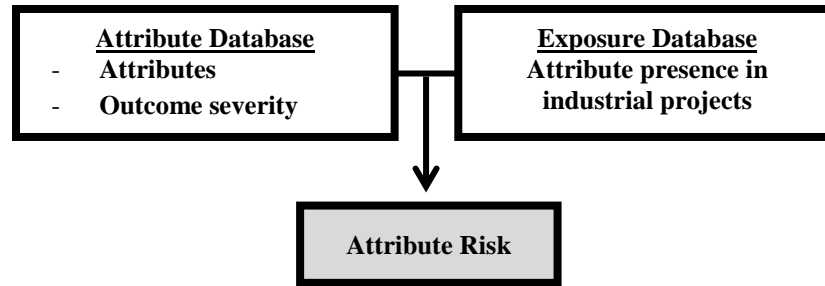 Attribute Database
- Attributes
- Outcome severity
Exposure Database
Attribute presence in
industrial projects
Attribute Risk